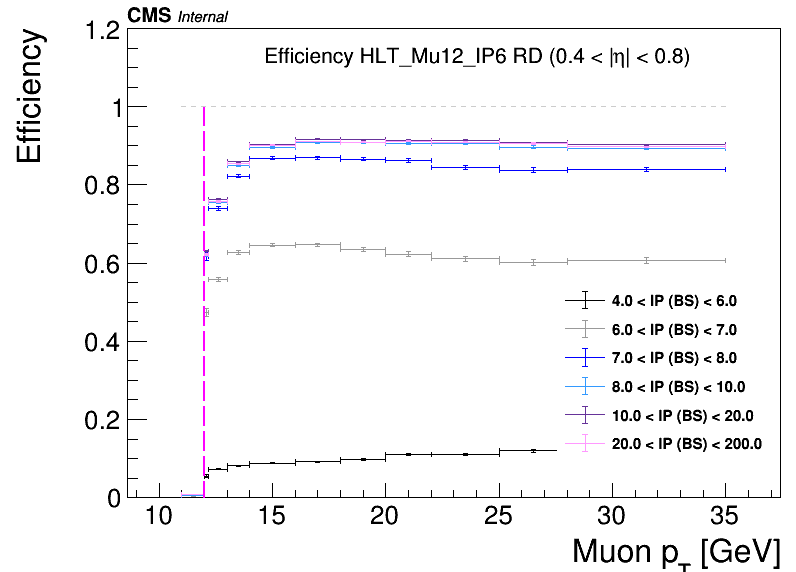 CMS Internal
Efficiency HLT_Mu12_IP6 RD (0.4 < |η| < 0.8)
Efficiency
1.2
1
0.8
0.6
0.4
0.2
0
4.0 < IP (BS) < 6.0
6.0 < IP (BS) < 7.0
7.0 < IP (BS) < 8.0
8.0 < IP (BS) < 10.0
10.0 < IP (BS) < 20.0
20.0 < IP (BS) < 200.0
10 15 20 25 30 35
Muon p_T [GeV]